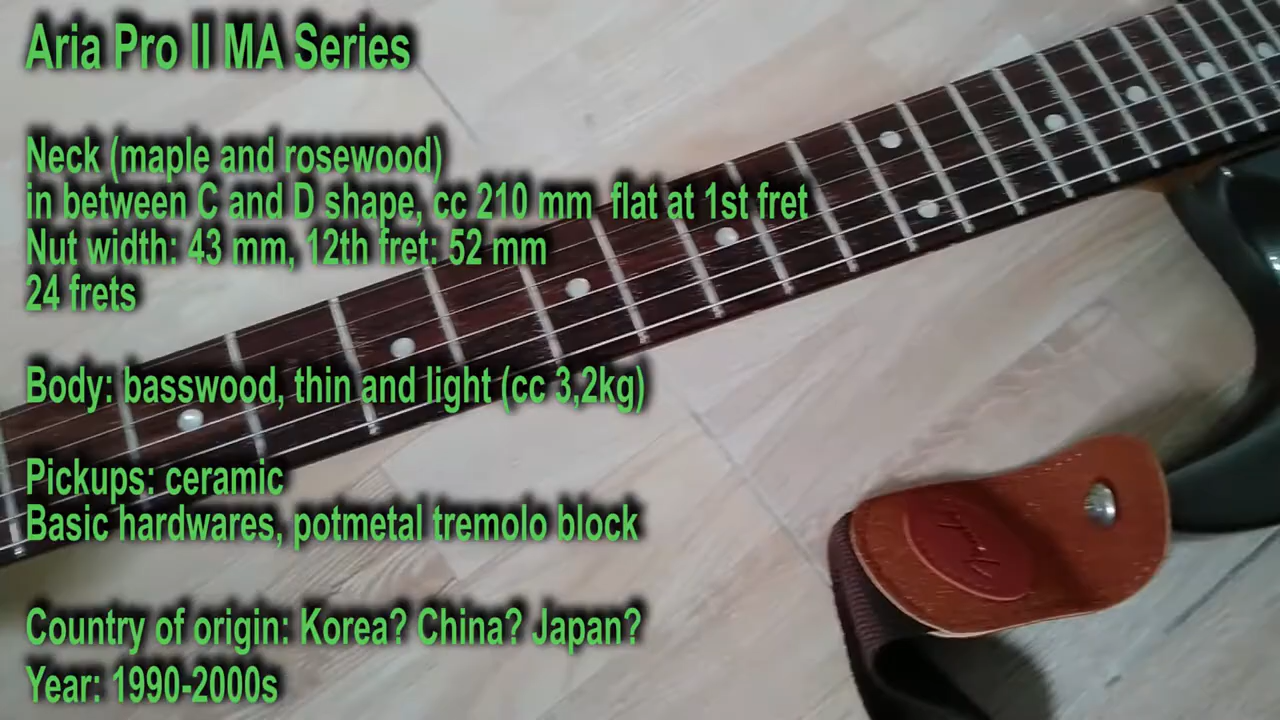 Aria Pro II MA Series
Neck (maple and rosewood)
in between C and D shape, cc 210 mm flat at 1st fret
Nut width: 43 mm, 12th fret: 52 mm
24 frets
Body: basswood, thin and light (cc 3,2kg)
Pickups: ceramic
Basic hardwares, potmetal tremolo block
Country of origin: Korea? China? Japan?
Year: 1990-2000s